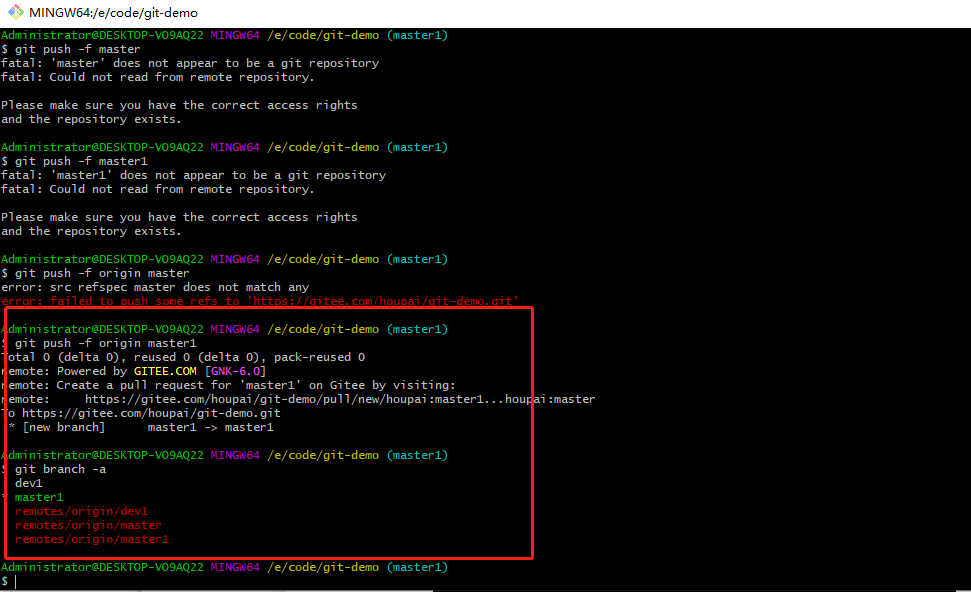 MINGW64:/e/code/git-demo
Administrator@DESKTOP-VO9AQ22 MINGW64 /e/code/git-demo (master1)
$ git push -f master
fatal: 'master' does not appear to be a git repository
fatal: Could not read from remote repository.
Please make sure you have the correct access rights
and the repository exists.
Administrator@DESKTOP-VO9AQ22 MINGW64 /e/code/git-demo (master1)
$ git push -f master1
fatal: 'master1' does not appear to be a git repository
fatal: Could not read from remote repository.
Please make sure you have the correct access rights
and the repository exists.
Administrator@DESKTOP-VO9AQ22 MINGW64 /e/code/git-demo (master1)
$ git push -f origin master
error: src refspec master does not match any
error: failed to push some refs to 'https://gitee.com/houpai/git-demo.git'
Administrator@DESKTOP-VO9AQ22 MINGW64 /e/code/git-demo (master1)
$ git push -f origin master1
Total 0 (delta 0), reused 0 (delta 0), pack-reused 0
remote: Powered by GITEE.COM [GNK-6.0]
remote: Create a pull request for 'master1' on Gitee by visiting:
remote:     https://gitee.com/houpai/git-demo/pull/new/houpai:master1...houpai:master
To https://gitee.com/houpai/git-demo.git
 * [new branch]      master1 -> master1
Administrator@DESKTOP-VO9AQ22 MINGW64 /e/code/git-demo (master1)
$ git branch -a
  dev1
* master1
  remotes/origin/dev1
  remotes/origin/master
  remotes/origin/master1
Administrator@DESKTOP-VO9AQ22 MINGW64 /e/code/git-demo (master1)
$